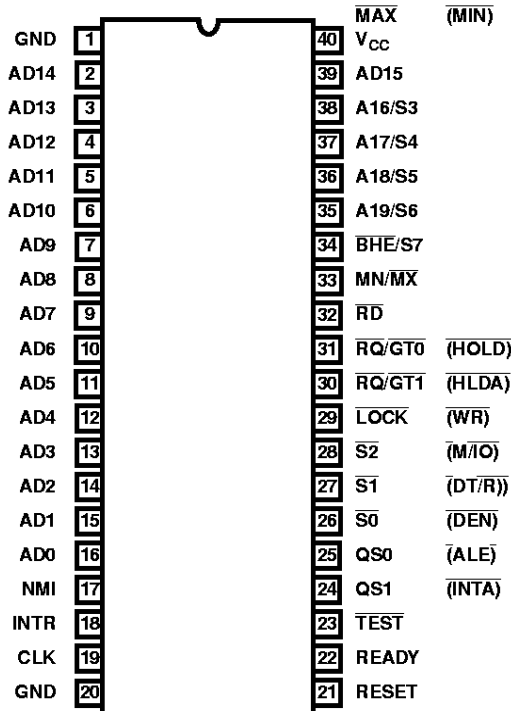 MAX (MIN)
GND 1 40 VCC
AD14 2 39 AD15
AD13 3 38 A16/S3
AD12 4 37 A17/S4
AD11 5 36 A18/S5
AD10 6 35 A19/S6
AD9 7 34 BHE/S7
AD8 8 33 MN/MX
AD7 9 32 RD
AD6 10 31 RQ/GT0 (HOLD)
AD5 11 30 RQ/GT1 (HLDA)
AD4 12 29 LOCK (WR)
AD3 13 28 S2 (M/IO)
AD2 14 27 S1 (DT/R))
AD1 15 26 S0 (DEN)
AD0 16 25 QS0 (ALE)
NMI 17 24 QS1 (INTA)
INTR 18 23 TEST
CLK 19 22 READY
GND 20 21 RESET